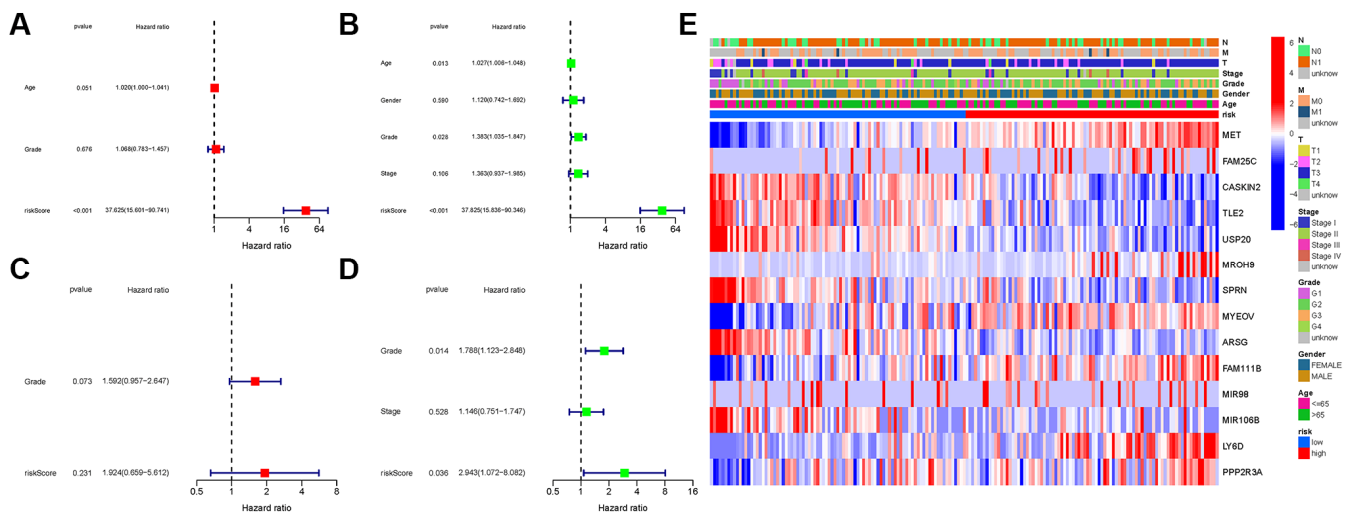 A
pvalue Hazard ratio
Age 0.051 1.020(1.000−1.041)
Grade 0.676 1.068(0.783−1.457)
riskScore <0.001 37.625(15.601−90.741)
1 4 16 64
Hazard ratio
B
pvalue Hazard ratio
Age 0.013 1.027(1.006−1.048)
Gender 0.590 1.120(0.742−1.692)
Grade 0.028 1.383(1.035−1.847)
Stage 0.106 1.363(0.937−1.985)
riskScore <0.001 37.825(15.836−90.346)
1 4 16 64
Hazard ratio
C
pvalue Hazard ratio
Grade 0.073 1.592(0.957−2.647)
riskScore 0.231 1.924(0.659−5.612)
0.5 1 2 4 8
Hazard ratio
D
pvalue Hazard ratio
Grade 0.014 1.788(1.123−2.848)
Stage 0.528 1.146(0.751−1.747)
riskScore 0.036 2.943(1.072−8.082)
0.5 1 2 4 8 16
Hazard ratio
E
N
M
T
Stage
Grade
Gender
Age
risk
MET
FAM25C
CASKIN2
TLE2
USP20
MROH9
SPRN
MYEOV
ARSG
FAM111B
MIR98
MIR106B
LY6D
PPP2R3A
6
4
2
0
−2
−4
−6
N
N0
N1
unknow
M
M0
M1
unknow
T
T1
T2
T3
T4
unknow
Stage
Stage I
Stage II
Stage III
Stage IV
unknow
Grade
G1
G2
G3
G4
unknow
Gender
FEMALE
MALE
Age
<=65
>65
risk
low
high